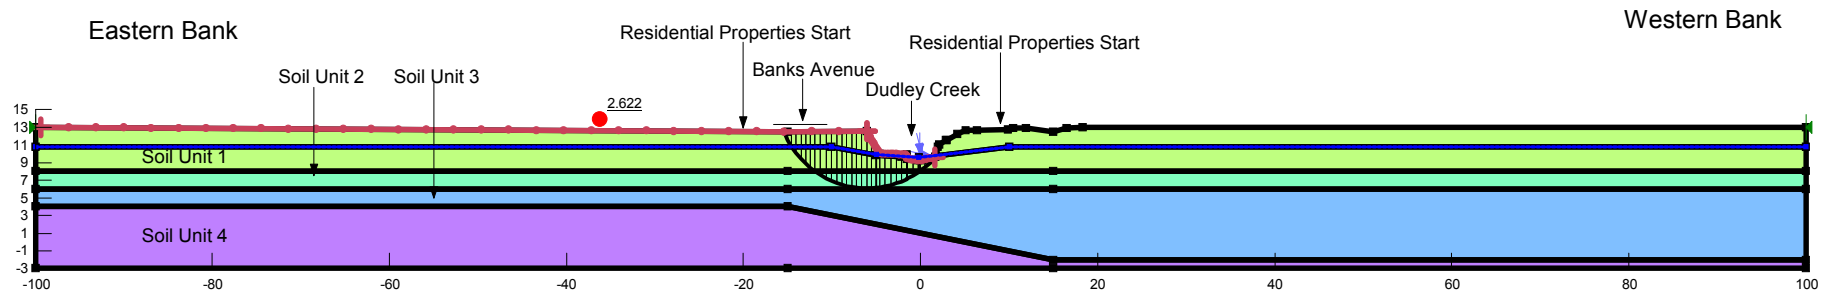 Eastern Bank
Western Bank
Residential Properties Start
Residential Properties Start
Soil Unit 2
Soil Unit 3
Banks Avenue
Dudley Creek
2.622
15
13
11
9
7
5
3
1
-1
-3
Soil Unit 1
Soil Unit 4
-100
-80
-60
-40
-20
0
20
40
60
80
100